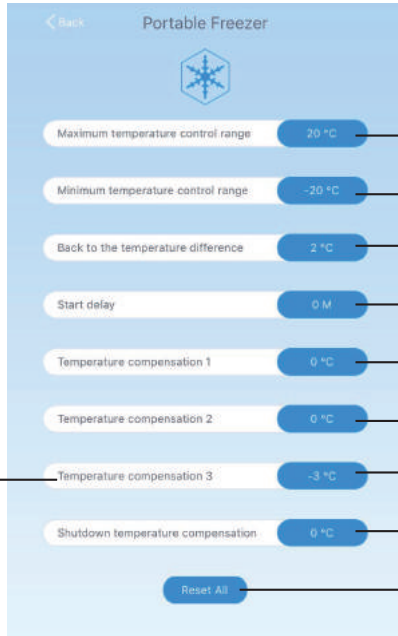 Back
Portable Freezer
Maximum temperature control range 20 °C
Minimum temperature control range -20 °C
Back to the temperature difference 2 °C
Start delay 0 M
Temperature compensation 1 0 °C
Temperature compensation 2 0 °C
Temperature compensation 3 -3 °C
Shutdown temperature compensation 0 °C
Reset All